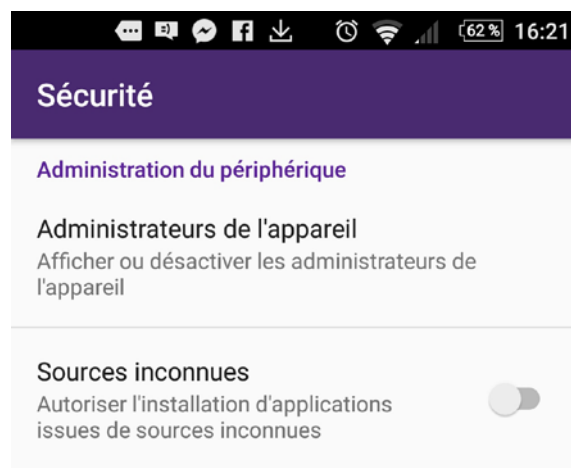 62 % 16:21
Sécurité
Administration du périphérique
Administrateurs de l'appareil
Afficher ou désactiver les administrateurs de
l'appareil
Sources inconnues
Autoriser l'installation d'applications
issues de sources inconnues